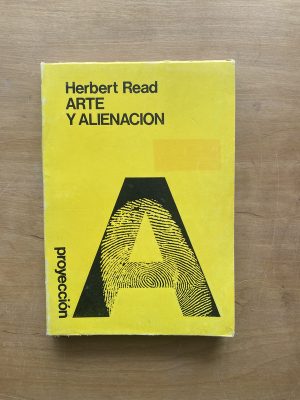 Herbert Read
ARTE
Y ALIENACION
A
proyección